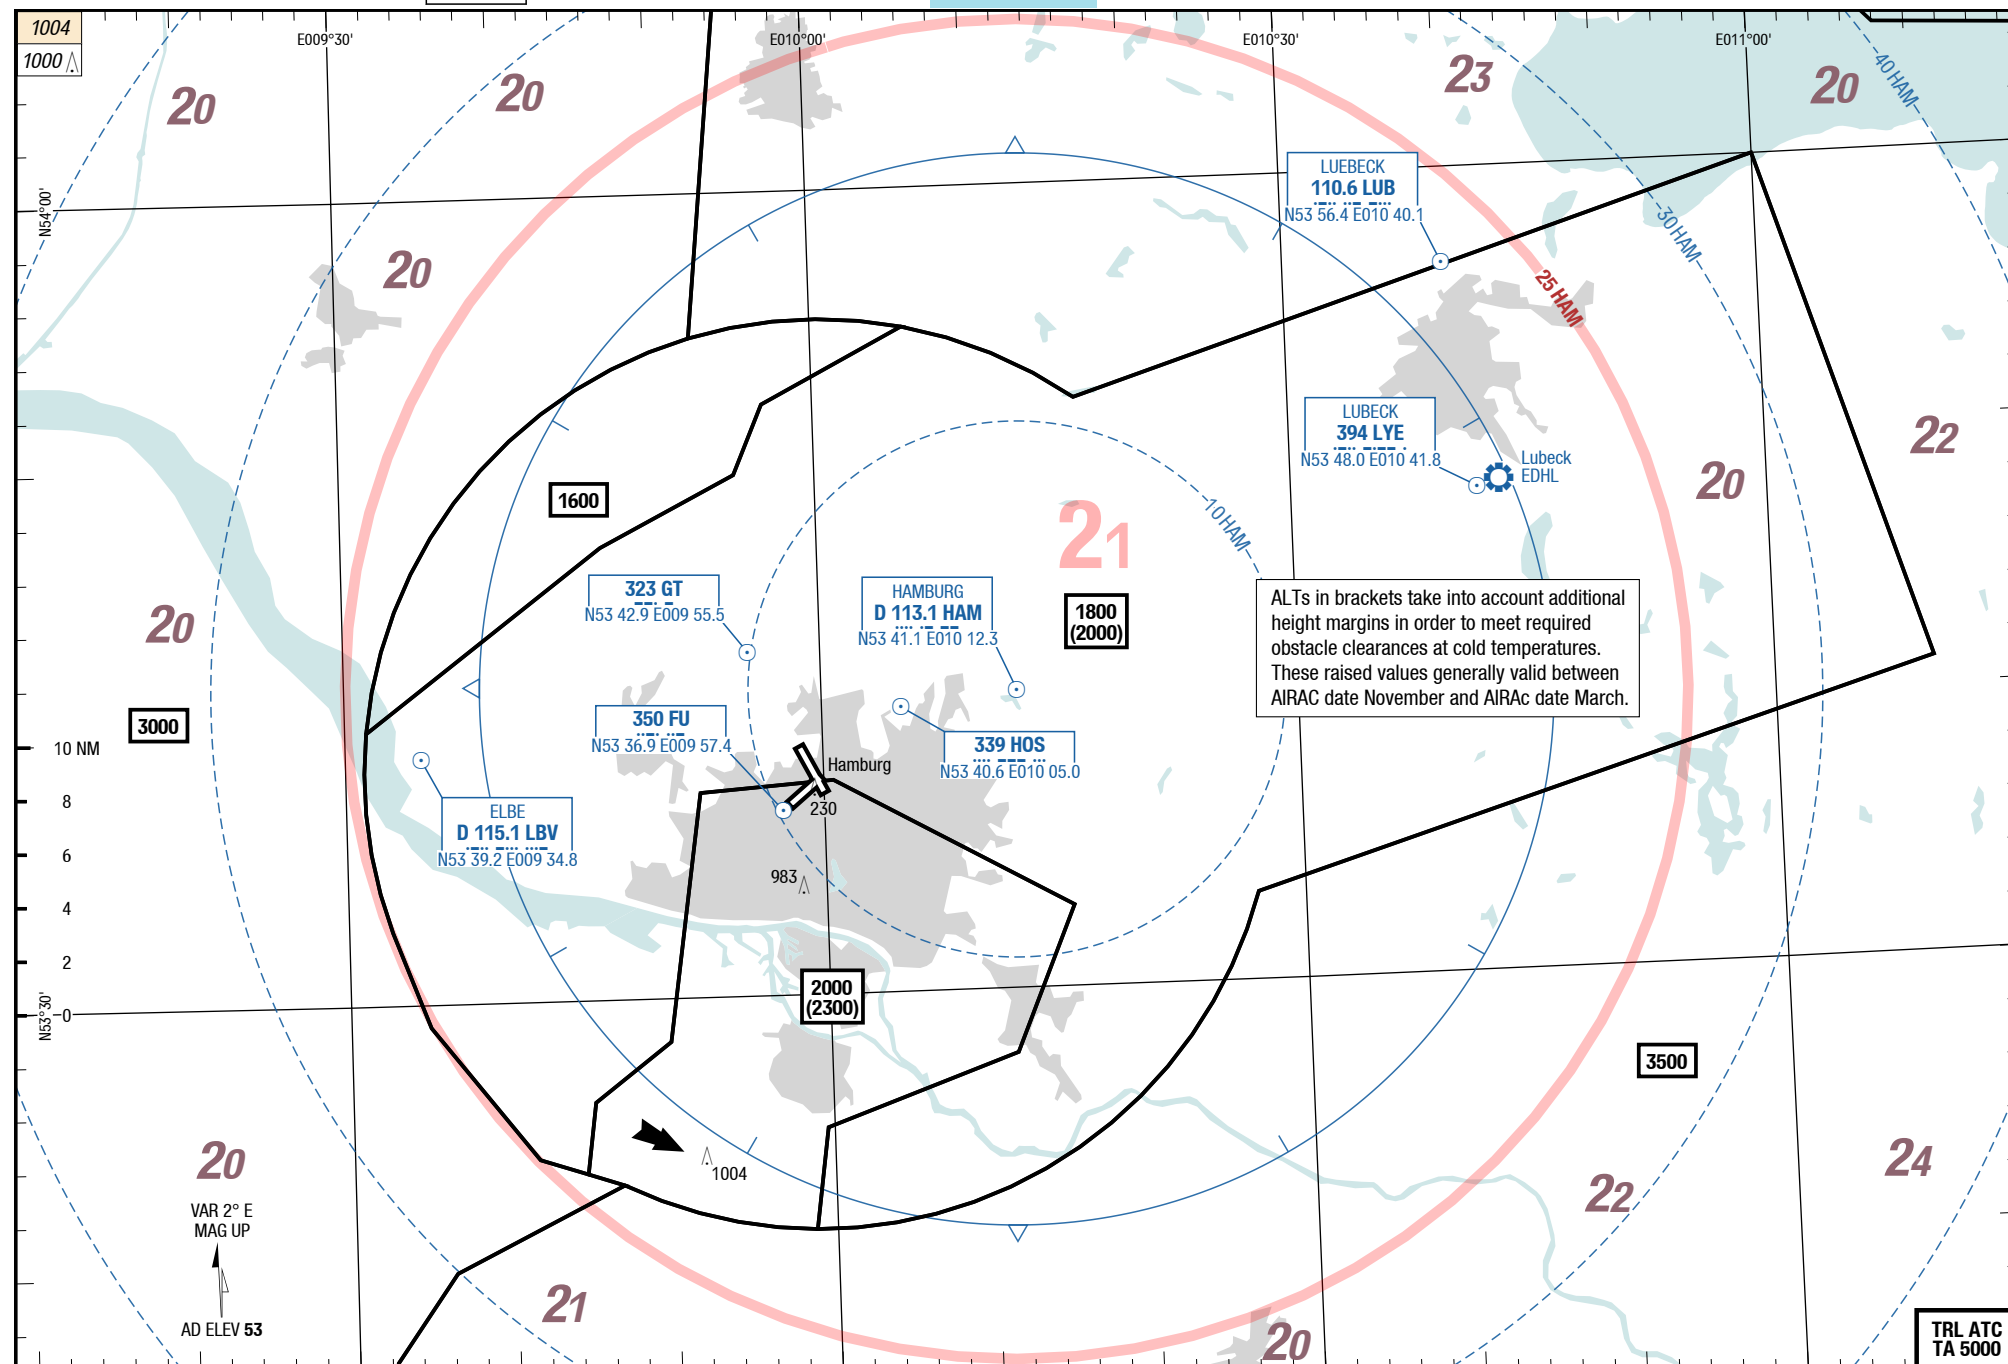 1004
1000
E009°30'
E010°00'
E010°30'
E011°00'
20
20
23
20
40 HAM
LUEBECK
110.6 LUB
N53 56.4 E010 40.1
N54°00'
30 HAM
20
25 HAM
LUBECK
394 LYE
N53 48.0 E010 41.8
Lubeck
EDHL
22
20
1600
10 HAM
21
323 GT
N53 42.9 E009 55.5
HAMBURG
D 113.1 HAM
N53 41.1 E010 12.3
1800
(2000)
ALTs in brackets take into account additional
height margins in order to meet required
obstacle clearances at cold temperatures.
These raised values generally valid between
AIRAC date November and AIRAc date March.
20
3000
350 FU
N53 36.9 E009 57.4
339 HOS
N53 40.6 E010 05.0
10 NM
8
6
4
2
0
N53°30'
Hamburg
230
ELBE
D 115.1 LBV
N53 39.2 E009 34.8
983
2000
(2300)
3500
1004
20
24
22
VAR 2° E
MAG UP
AD ELEV 53
21
20
TRL ATC
TA 5000